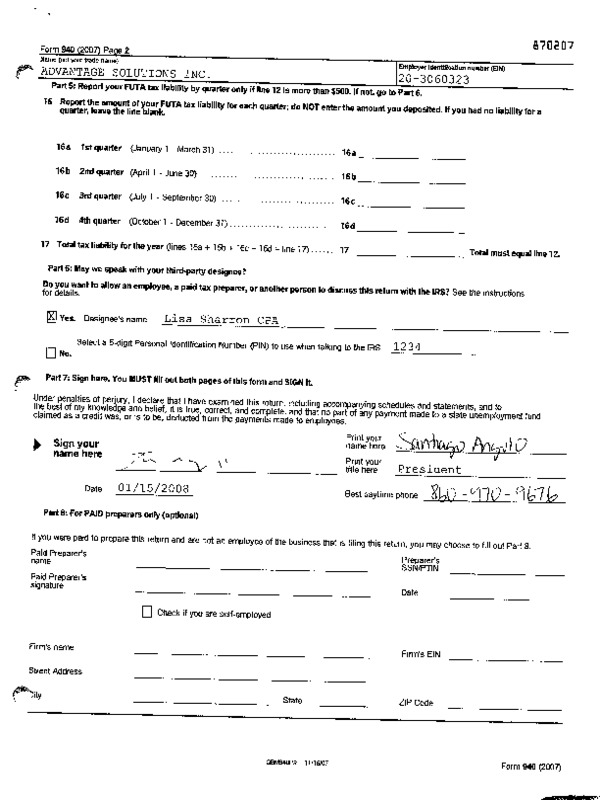 870207
Form 940 (2007) Page 2
Name (not your trade name)
Employer identification number (EIN)
ADVANTAGE SOLUTIONS INC.
20-3060323
Part 5: Report your FUTA tax liability by quarter only if line 12 is more than $500. If not, go to Part 6.
16 Report the amount of your FUTA tax liability for each quarter; do NOT enter the amount you deposited. If you had no liability for a
quarter, leave the line blank.
16a 1st quarter (January 1 - March 31) .... ..................... 16a
16b 2nd quarter (April 1 - June 30) ..... ..................... 16b
16c 3rd quarter (July 1 - September 30) .... ..................... 16c
16d 4th quarter (October 1 - December 31) .... ..................... 16d
17 Total tax liability for the year (lines 16a + 16b + 16c + 16d = line 17) ...... 17 Total must equal line 12.
Part 6: May we speak with your third-party designee?
Do you want to allow an employee, a paid tax preparer, or another person to discuss this return with the IRS? See the instructions
for details.
X Yes. Designee's name Lisa Sharron CPA
Select a 5-digit Personal Identification Number (PIN) to use when talking to the IRS 1234
No.
Part 7: Sign here. You MUST fill out both pages of this form and SIGN it.
Under penalties of perjury, I declare that I have examined this return, including accompanying schedules and statements, and to
the best of my knowledge and belief, it is true, correct, and complete, and that no part of any payment made to a state unemployment fund
claimed as a credit was, or is to be, deducted from the payments made to employees.
Sign your
name here
Print your
name here Santiago
Print your
title here President
Date 01/15/2008
Best daytime phone 860-970-9676
Part 8: For PAID preparers only (optional)
If you were paid to prepare this return and are not an employee of the business that is filing this return, you may choose to fill out Part 8.
Paid Preparer's
name
Preparer's
SSN/PTIN
Paid Preparer's
signature
Date
Check if you are self-employed
Firm's name
Firm's EIN
Street Address
City
State
ZIP Code
11/16/07
Form 940 (2007)